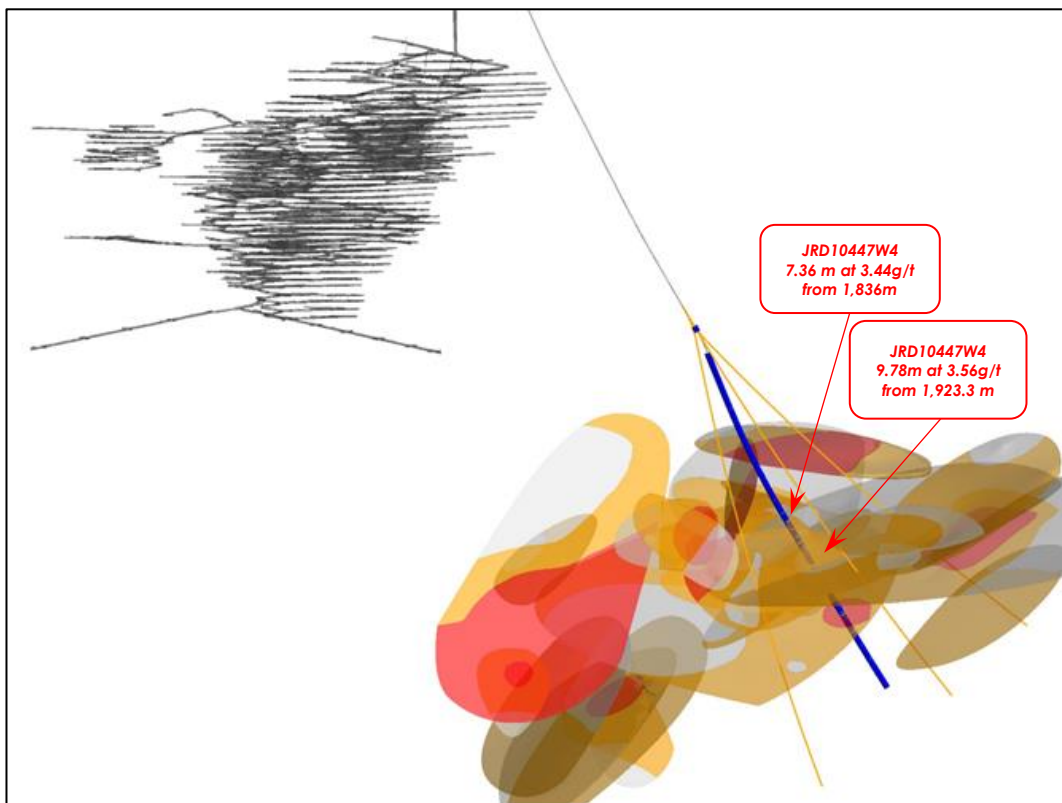 JRD10447W4
7.36 m at 3.44g/t
from 1,836m
JRD10447W4
9.78m at 3.56g/t
from 1,923.3 m